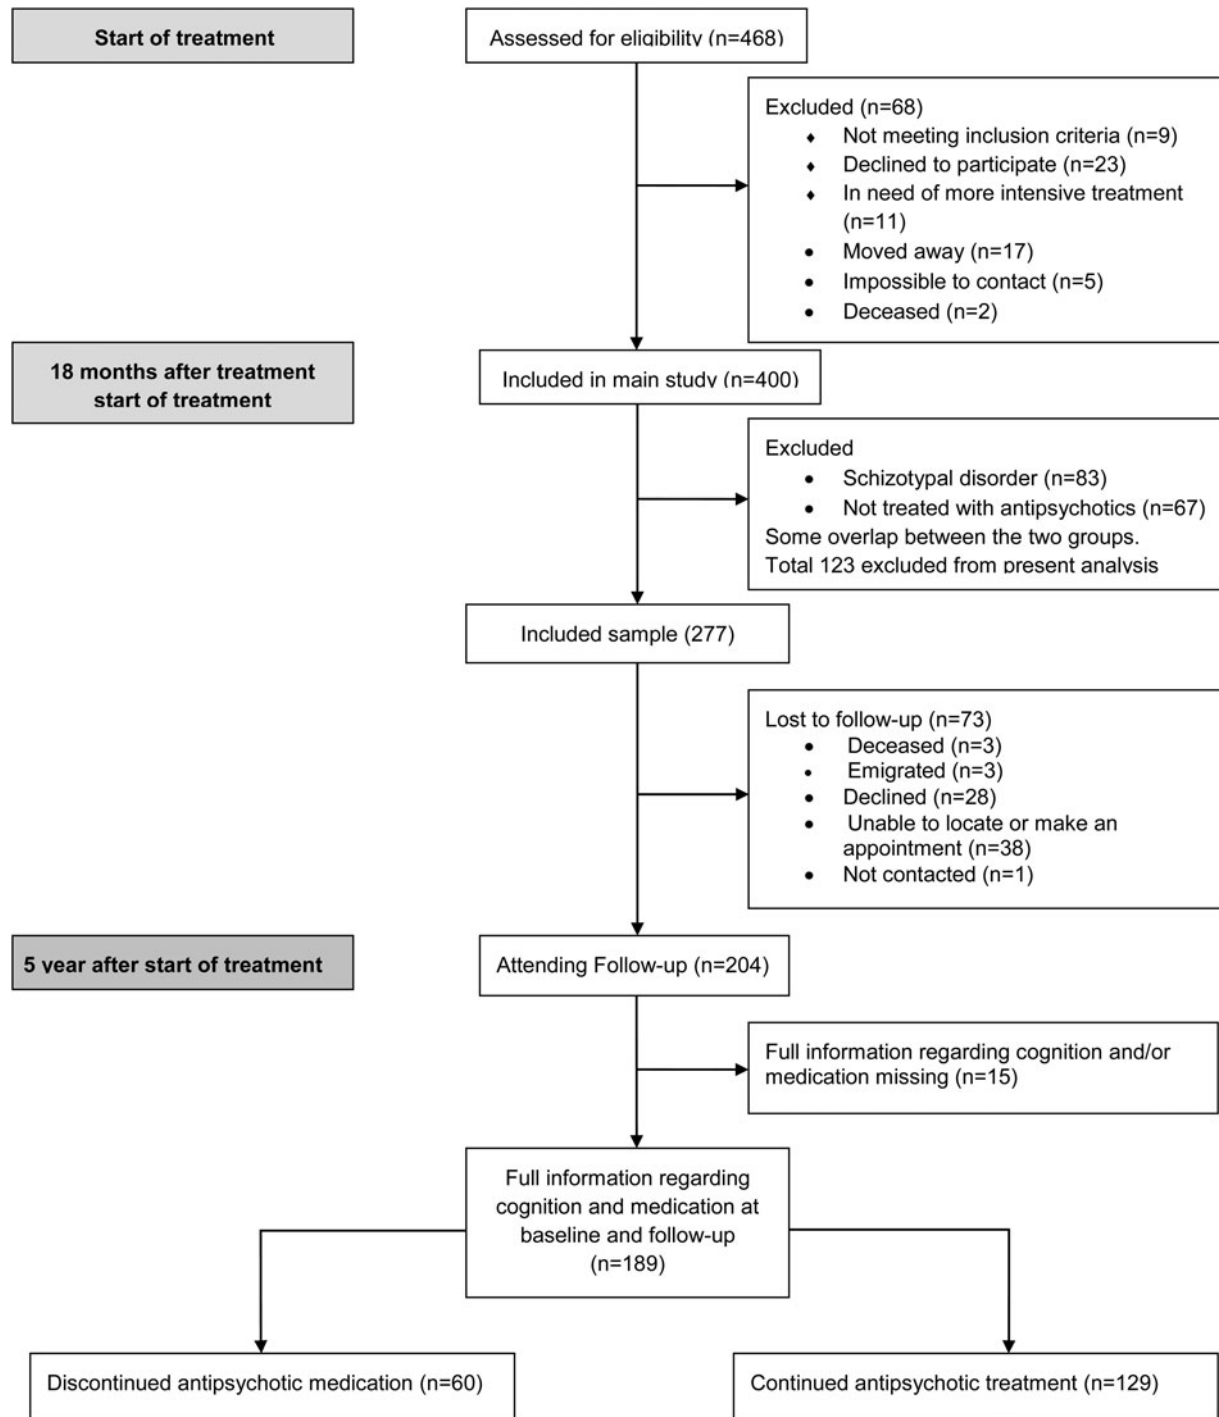 Start of treatment
Assessed for eligibility (n=468)
Excluded (n=68)
♦ Not meeting inclusion criteria (n=9)
♦ Declined to participate (n=23)
♦ In need of more intensive treatment
(n=11)
• Moved away (n=17)
• Impossible to contact (n=5)
• Deceased (n=2)
18 months after treatment
start of treatment
Included in main study (n=400)
Excluded
• Schizotypal disorder (n=83)
• Not treated with antipsychotics (n=67)
Some overlap between the two groups.
Total 123 excluded from present analysis
Included sample (277)
Lost to follow-up (n=73)
• Deceased (n=3)
• Emigrated (n=3)
• Declined (n=28)
• Unable to locate or make an
appointment (n=38)
• Not contacted (n=1)
5 year after start of treatment
Attending Follow-up (n=204)
Full information regarding cognition and/or
medication missing (n=15)
Full information regarding
cognition and medication at
baseline and follow-up
(n=189)
Discontinued antipsychotic medication (n=60)
Continued antipsychotic treatment (n=129)